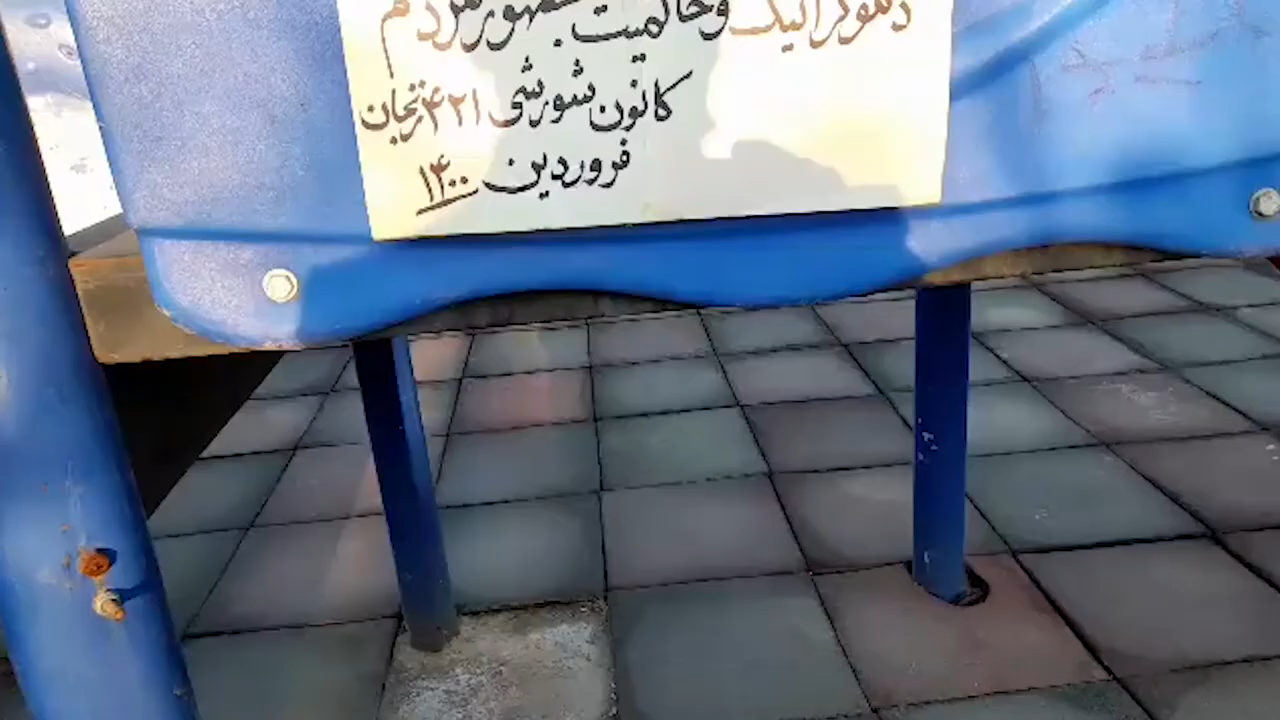 دموکراتیک وحاکمیت جمهور مردم
کانون شورشی ۴۲۱ زنجان
فروردین ۱۴۰۰